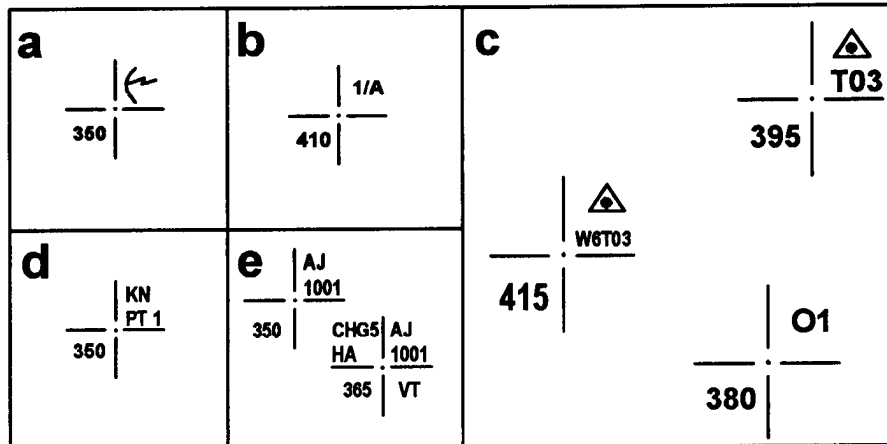 a
350
b
1/A
410
c
T03
395
W6T03
415
O1
380
d
KN
PT 1
350
e
AJ
1001
350
CHG5 AJ
HA 1001
365 VT